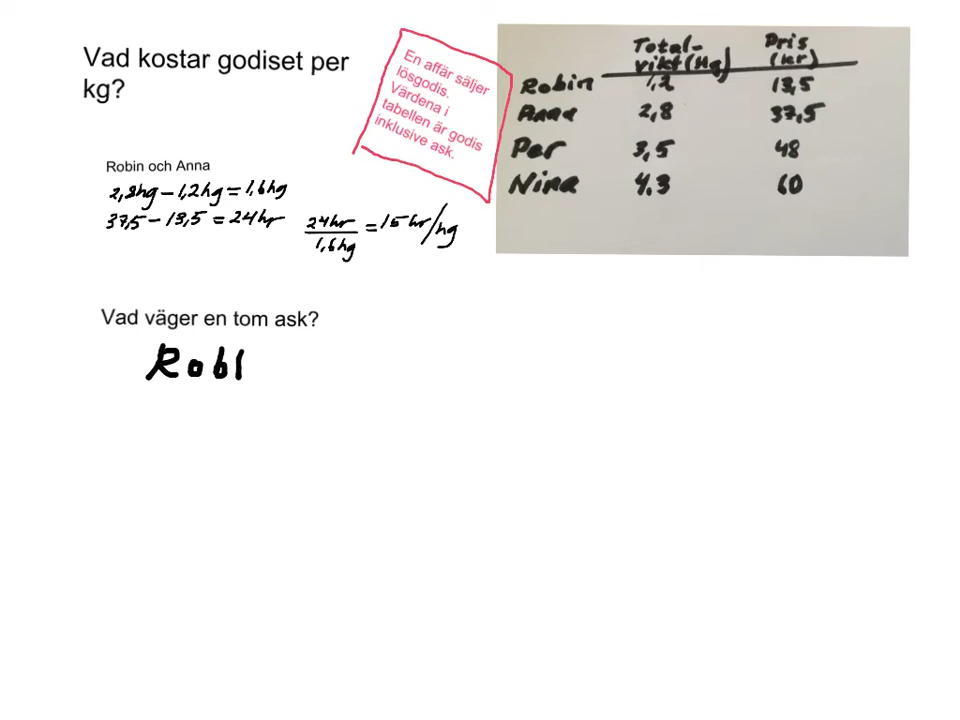 Vad kostar godiset per
kg?
En affär säljer
lösgodis.
Värdena i
tabellen är godis
inklusive ask.
Total-
vikt (Hg)
Pris
(kr)
Robin 1,2 13,5
Anna 2,8 37,5
Per 3,5 48
Nina 4.3 60
Robin och Anna
2,8hg – 1,2hg = 1,6hg
37,5 – 13,5 = 24kr
24kr
1,6hg
= 15 kr/hg
Vad väger en tom ask?
Robi